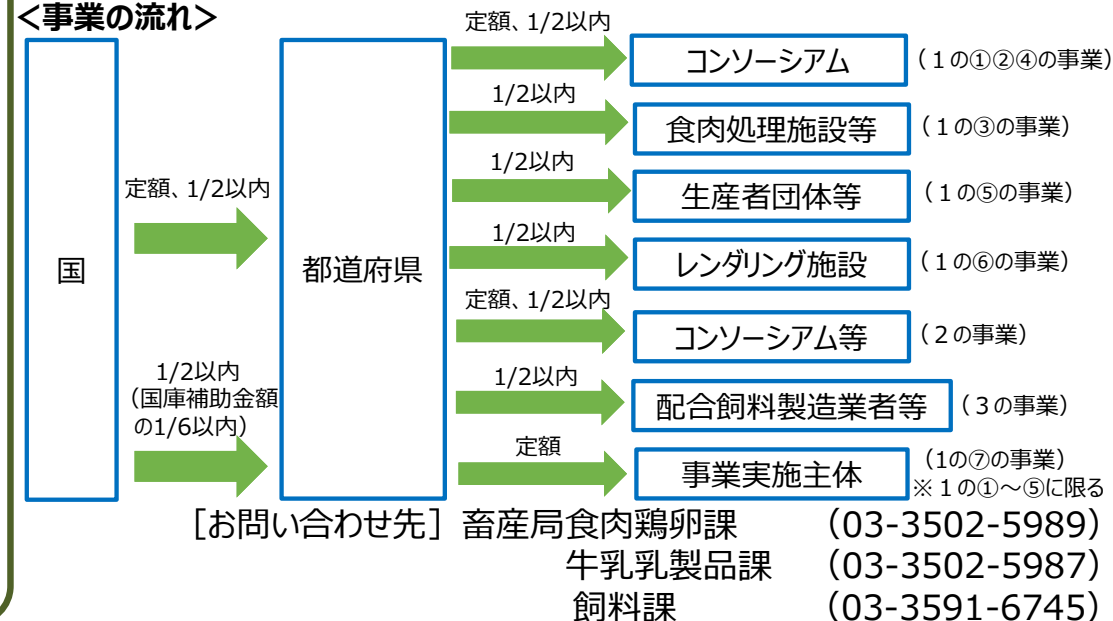 ＜事業の流れ＞
国
定額、1/2以内
1/2以内
（国庫補助金額
の1/6以内）
都道府県
定額、1/2以内
コンソーシアム
（１の①②④の事業）
1/2以内
食肉処理施設等
（１の③の事業）
1/2以内
生産者団体等
（１の⑤の事業）
1/2以内
レンダリング施設
（１の⑥の事業）
定額、1/2以内
コンソーシアム等
（２の事業）
1/2以内
配合飼料製造業者等
（３の事業）
定額
事業実施主体
（1の⑦の事業）
※１の①～⑤に限る
［お問い合わせ先］畜産局食肉鶏卵課　（03-3502-5989）
牛乳乳製品課　（03-3502-5987）
飼料課　（03-3591-6745）